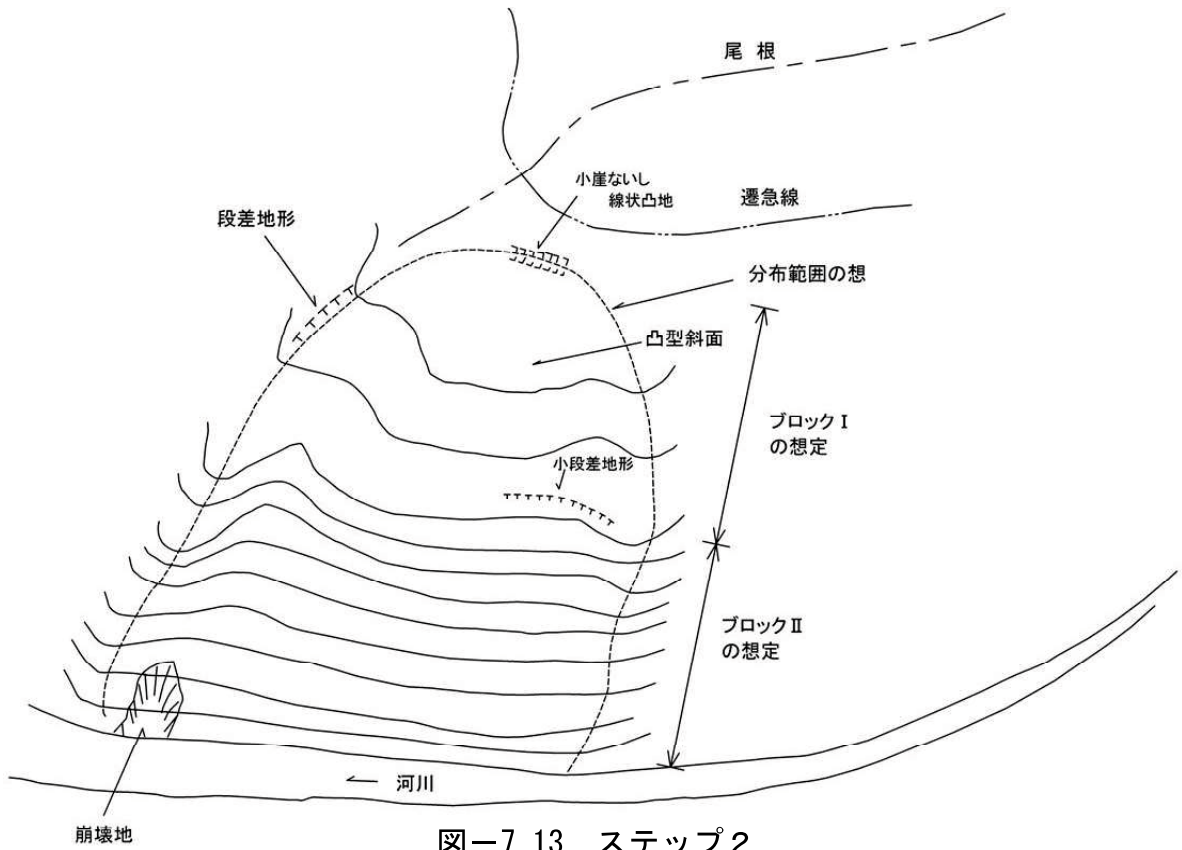 尾根
小崖ないし
線状凸地
遷急線
段差地形
分布範囲の想
凸型斜面
ブロックⅠ
の想定
小段差地形
ブロックⅡ
の想定
河川
崩壊地
図－7.13 ステップ２